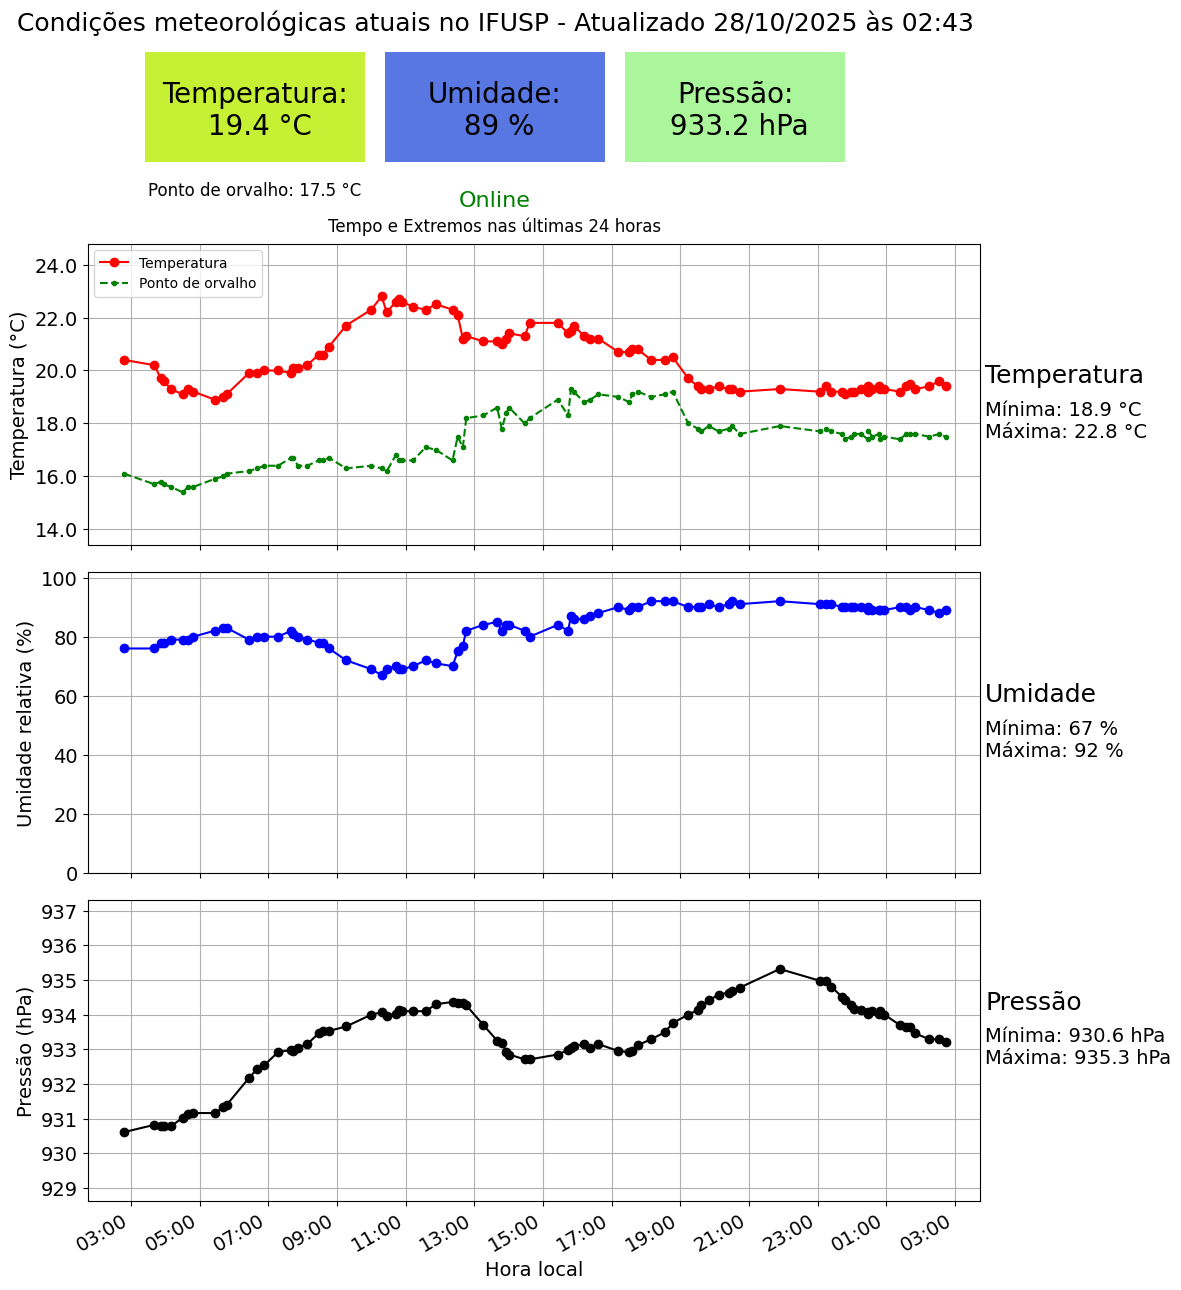 Condições meteorológicas atuais no IFUSP - Atualizado 28/10/2025 às 02:43
Temperatura:
19.4 °C
Umidade:
89 %
Pressão:
933.2 hPa
Ponto de orvalho: 17.5 °C
Online
Tempo e Extremos nas últimas 24 horas
Temperatura
Ponto de orvalho
Temperatura (°C)
24.0
22.0
20.0
18.0
16.0
14.0
Temperatura
Mínima: 18.9 °C
Máxima: 22.8 °C
Umidade relativa (%)
100
80
60
40
20
0
Umidade
Mínima: 67 %
Máxima: 92 %
Pressão (hPa)
937
936
935
934
933
932
931
930
929
Pressão
Mínima: 930.6 hPa
Máxima: 935.3 hPa
03:00
05:00
07:00
09:00
11:00
13:00
15:00
17:00
19:00
21:00
23:00
01:00
03:00
Hora local